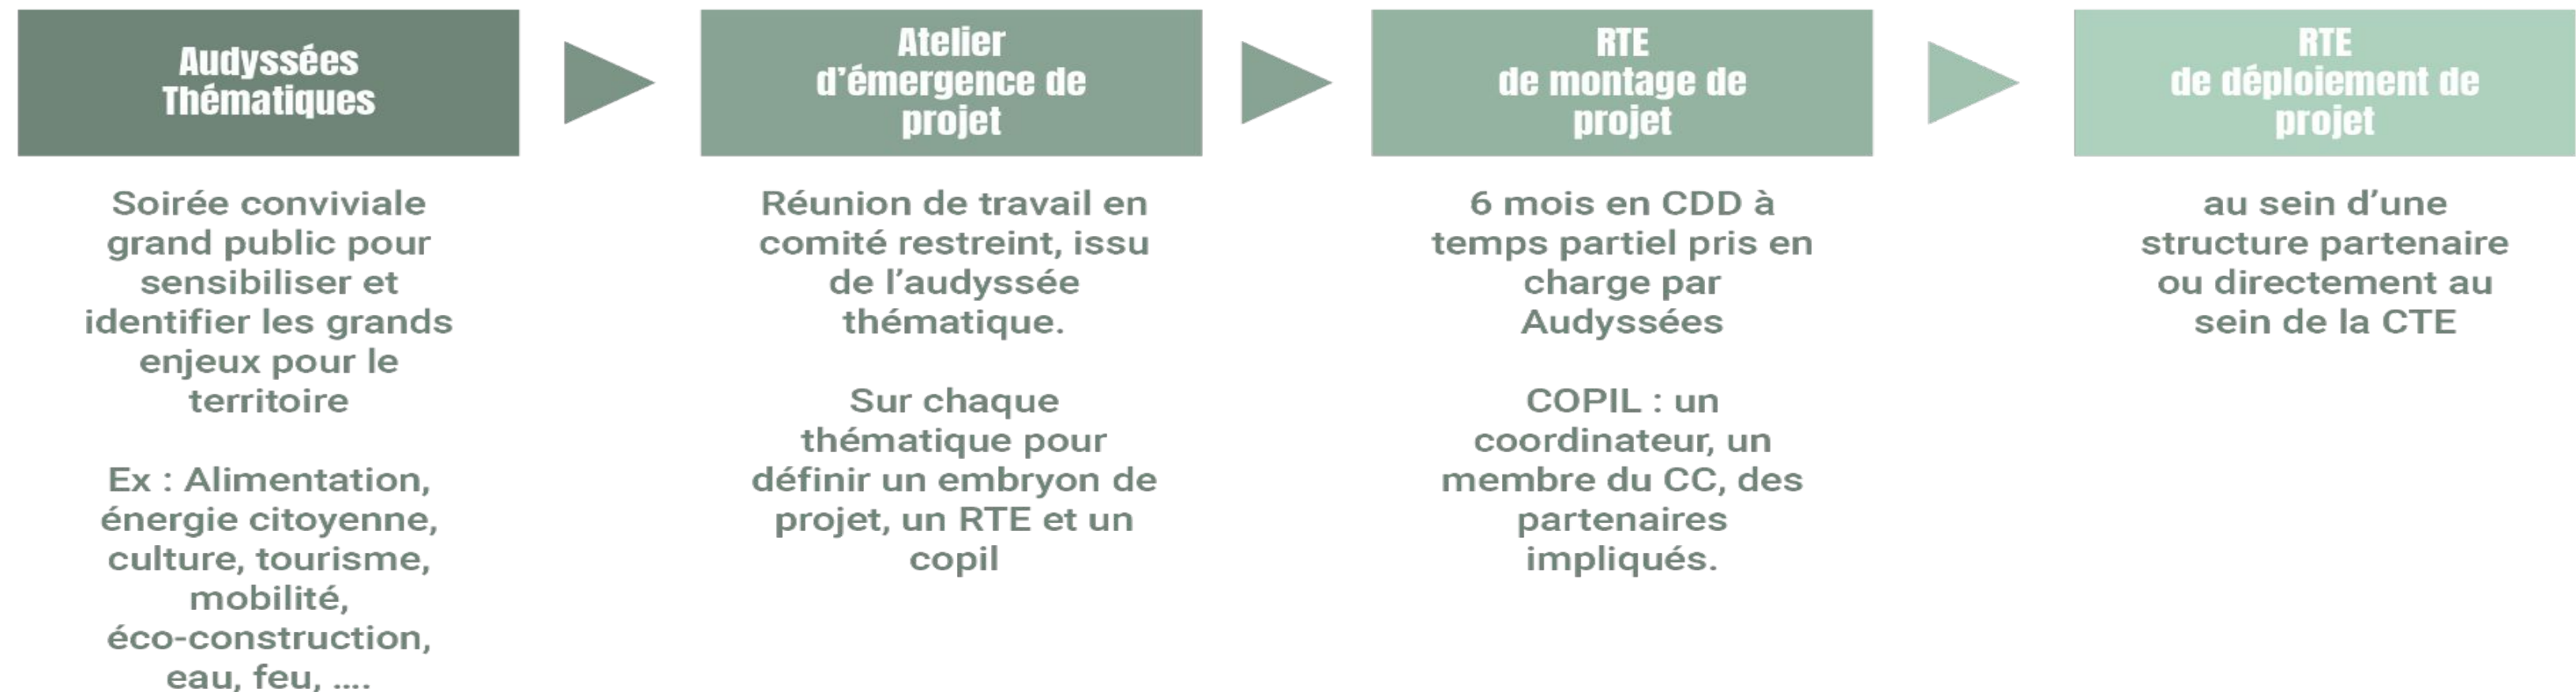 Audyssées
Thématiques
Soirée conviviale
grand public pour
sensibiliser et
identifier les grands
enjeux pour le
territoire
Ex : Alimentation,
énergie citoyenne,
culture, tourisme,
mobilité,
éco-construction,
eau, feu, ....
Atelier
d’émergence de
projet
Réunion de travail en
comité restreint, issu
de l’audyssée
thématique.
Sur chaque
thématique pour
définir un embryon de
projet, un RTE et un
copil
RTE
de montage de
projet
6 mois en CDD à
temps partiel pris en
charge par
Audyssées
COPIL : un
coordinateur, un
membre du CC, des
partenaires
impliqués.
RTE
de déploiement de
projet
au sein d’une
structure partenaire
ou directement au
sein de la CTE